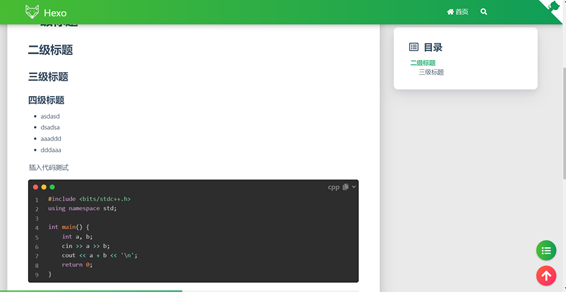 Hexo
首页
二级标题
三级标题
四级标题
asdasd
dsadsa
aaaddd
dddaaa
插入代码测试
cpp
1 #include <bits/stdc++.h>
2 using namespace std;
3
4 int main() {
5 int a, b;
6 cin >> a >> b;
7 cout << a + b << '\n';
8 return 0;
9 }
目录
二级标题
三级标题